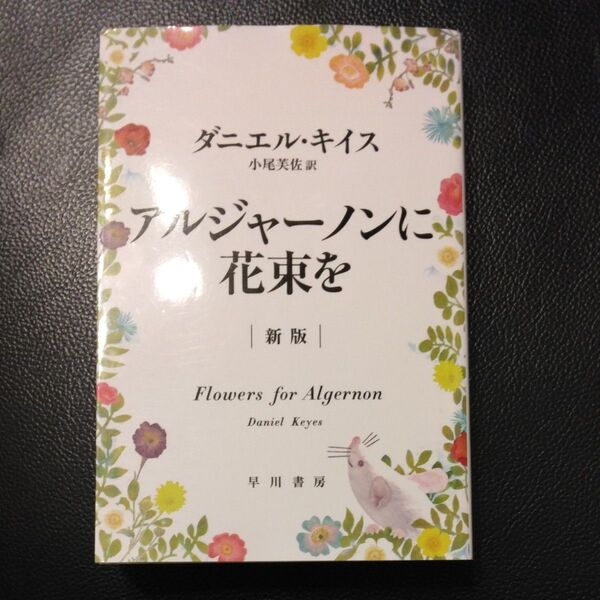 ダニエル・キイス
小尾芙佐訳
アルジャーノンに
花束を
新版
Flowers for Algernon
Daniel Keyes
早川書房